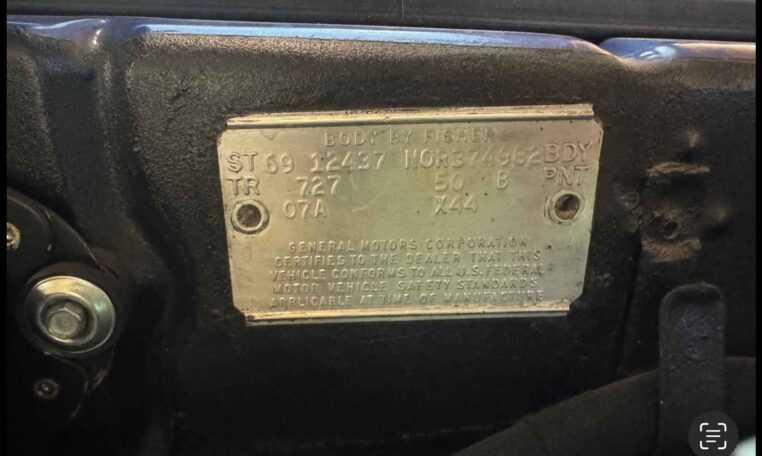 BODY BY FISHER
ST 69 12437 NOR374962 BDY
TR 727 50 B PNT
07A X44
GENERAL MOTORS CORPORATION
CERTIFIES TO THE DEALER THAT THIS
VEHICLE CONFORMS TO ALL U.S. FEDERAL
MOTOR VEHICLE SAFETY STANDARDS
APPLICABLE AT TIME OF MANUFACTURE